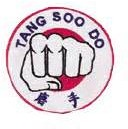 TANG SOO DO
唐手